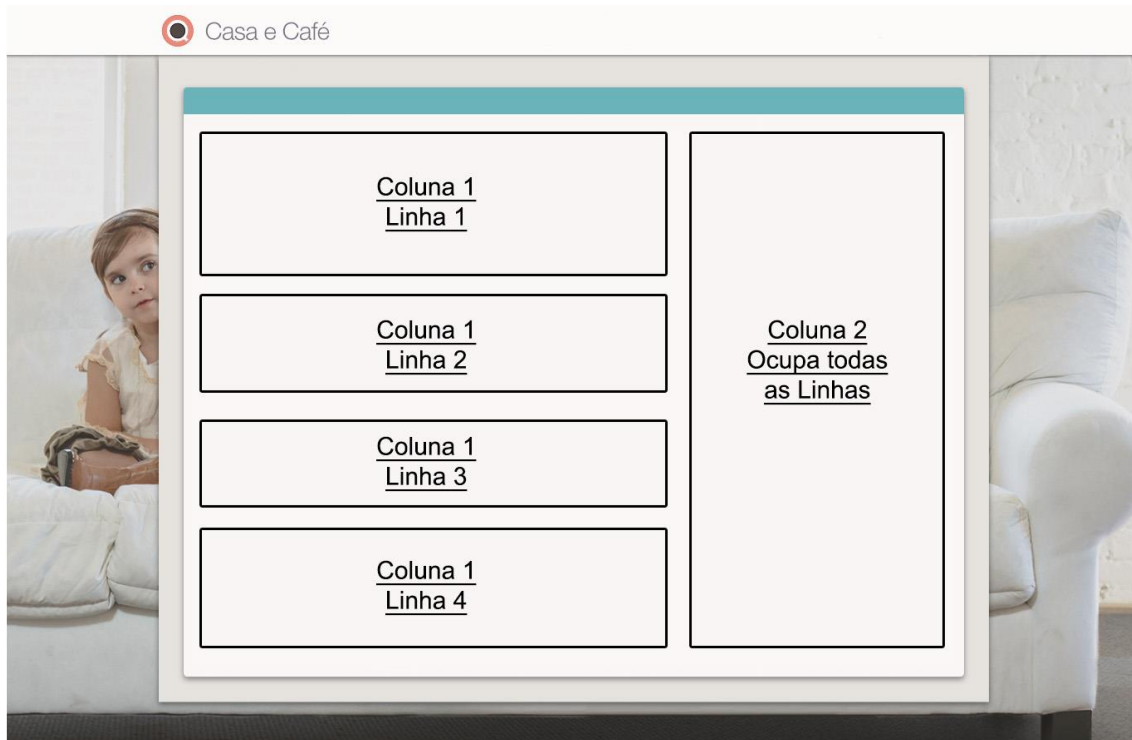 Casa e Café
Coluna 1
Linha 1
Coluna 1
Linha 2
Coluna 1
Linha 3
Coluna 1
Linha 4
Coluna 2
Ocupa todas
as Linhas